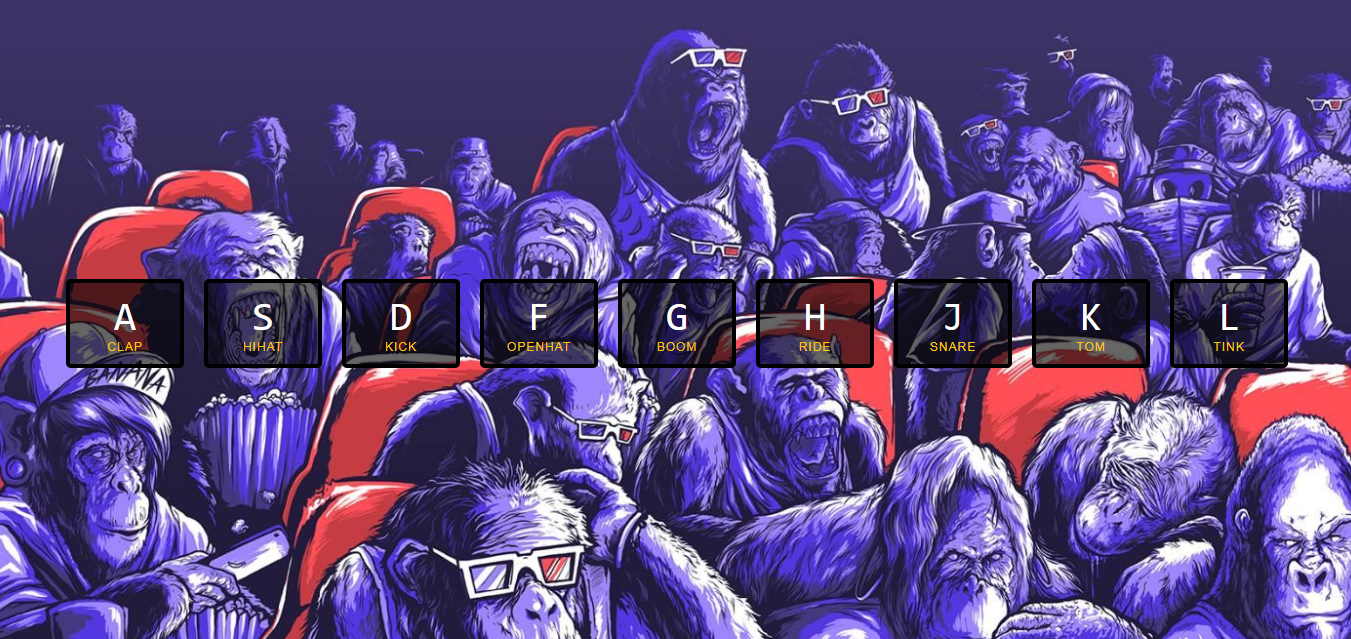 A S D F G H J K L
CLAP HIHAT KICK OPENHAT BOOM RIDE SNARE TOM TINK
BANANA